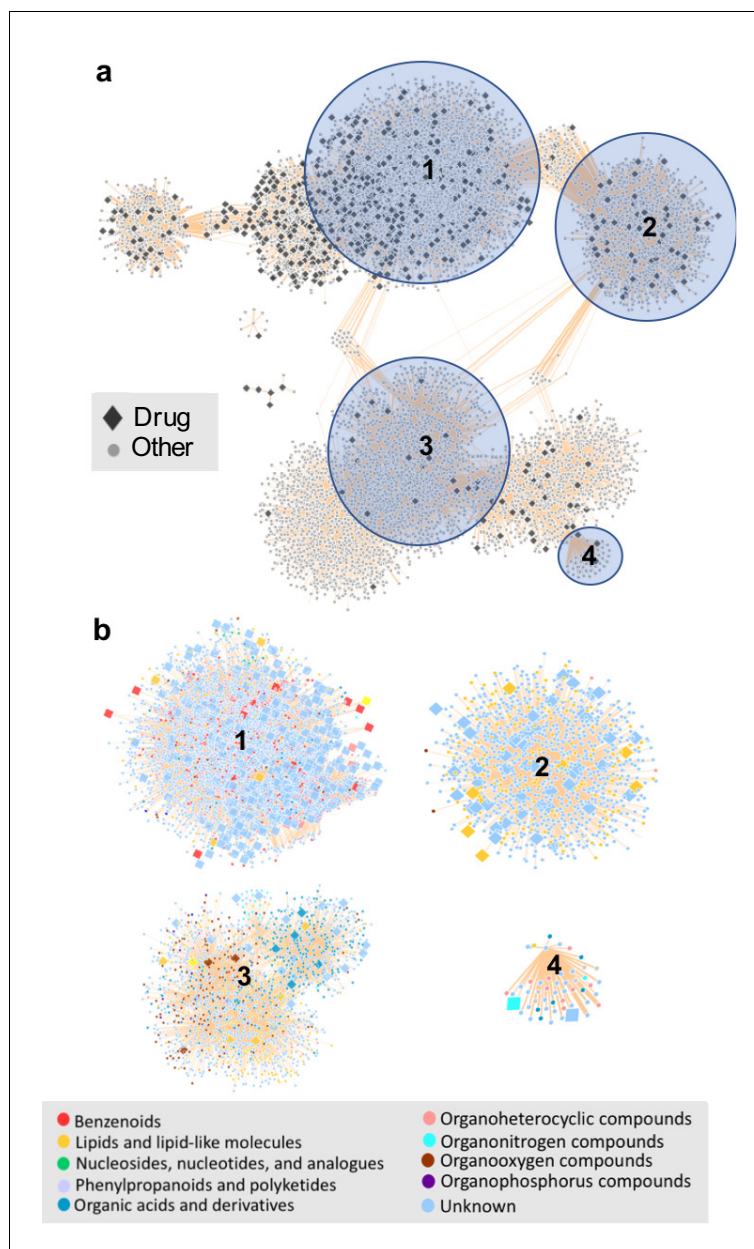 a
1
2
3
4
Drug
Other
b
1
2
3
4
Benzenoids
Lipids and lipid-like molecules
Nucleosides, nucleotides, and analogues
Phenylpropanoids and polyketides
Organic acids and derivatives
Organoheterocyclic compounds
Organonitrogen compounds
Organooxygen compounds
Organophosphorus compounds
Unknown